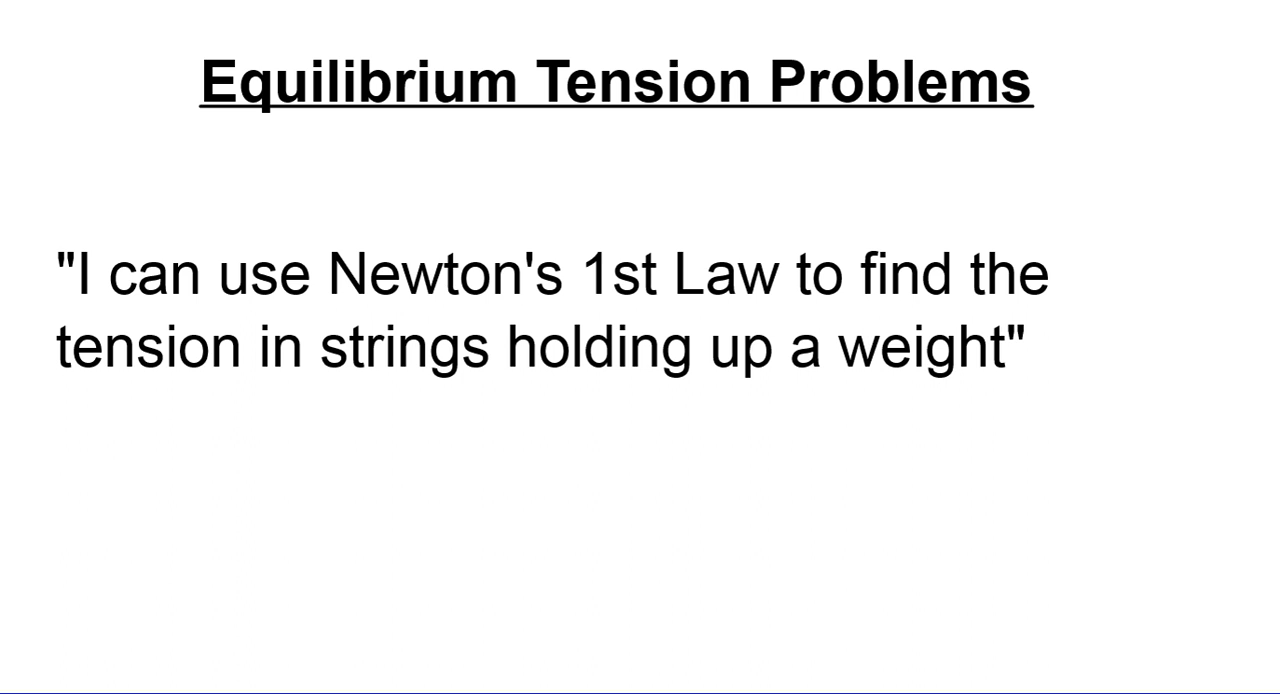 Equilibrium Tension Problems
"I can use Newton's 1st Law to find the
tension in strings holding up a weight"